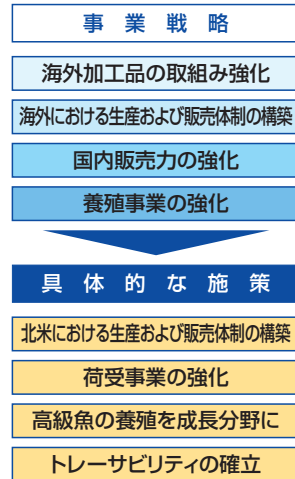 事業戦略
海外加工品の取組み強化
海外における生産および販売体制の構築
国内販売力の強化
養殖事業の強化
具体的な施策
北米における生産および販売体制の構築
荷受事業の強化
高級魚の養殖を成長分野に
トレーサビリティの確立